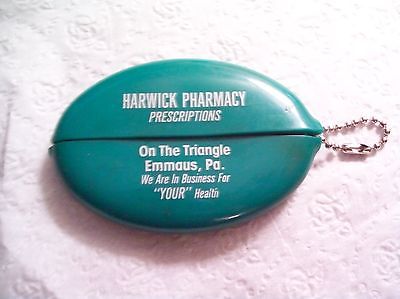 HARWICK PHARMACY
PRESCRIPTIONS
On The Triangle
Emmaus, Pa.
We Are In Business For
"YOUR" Health